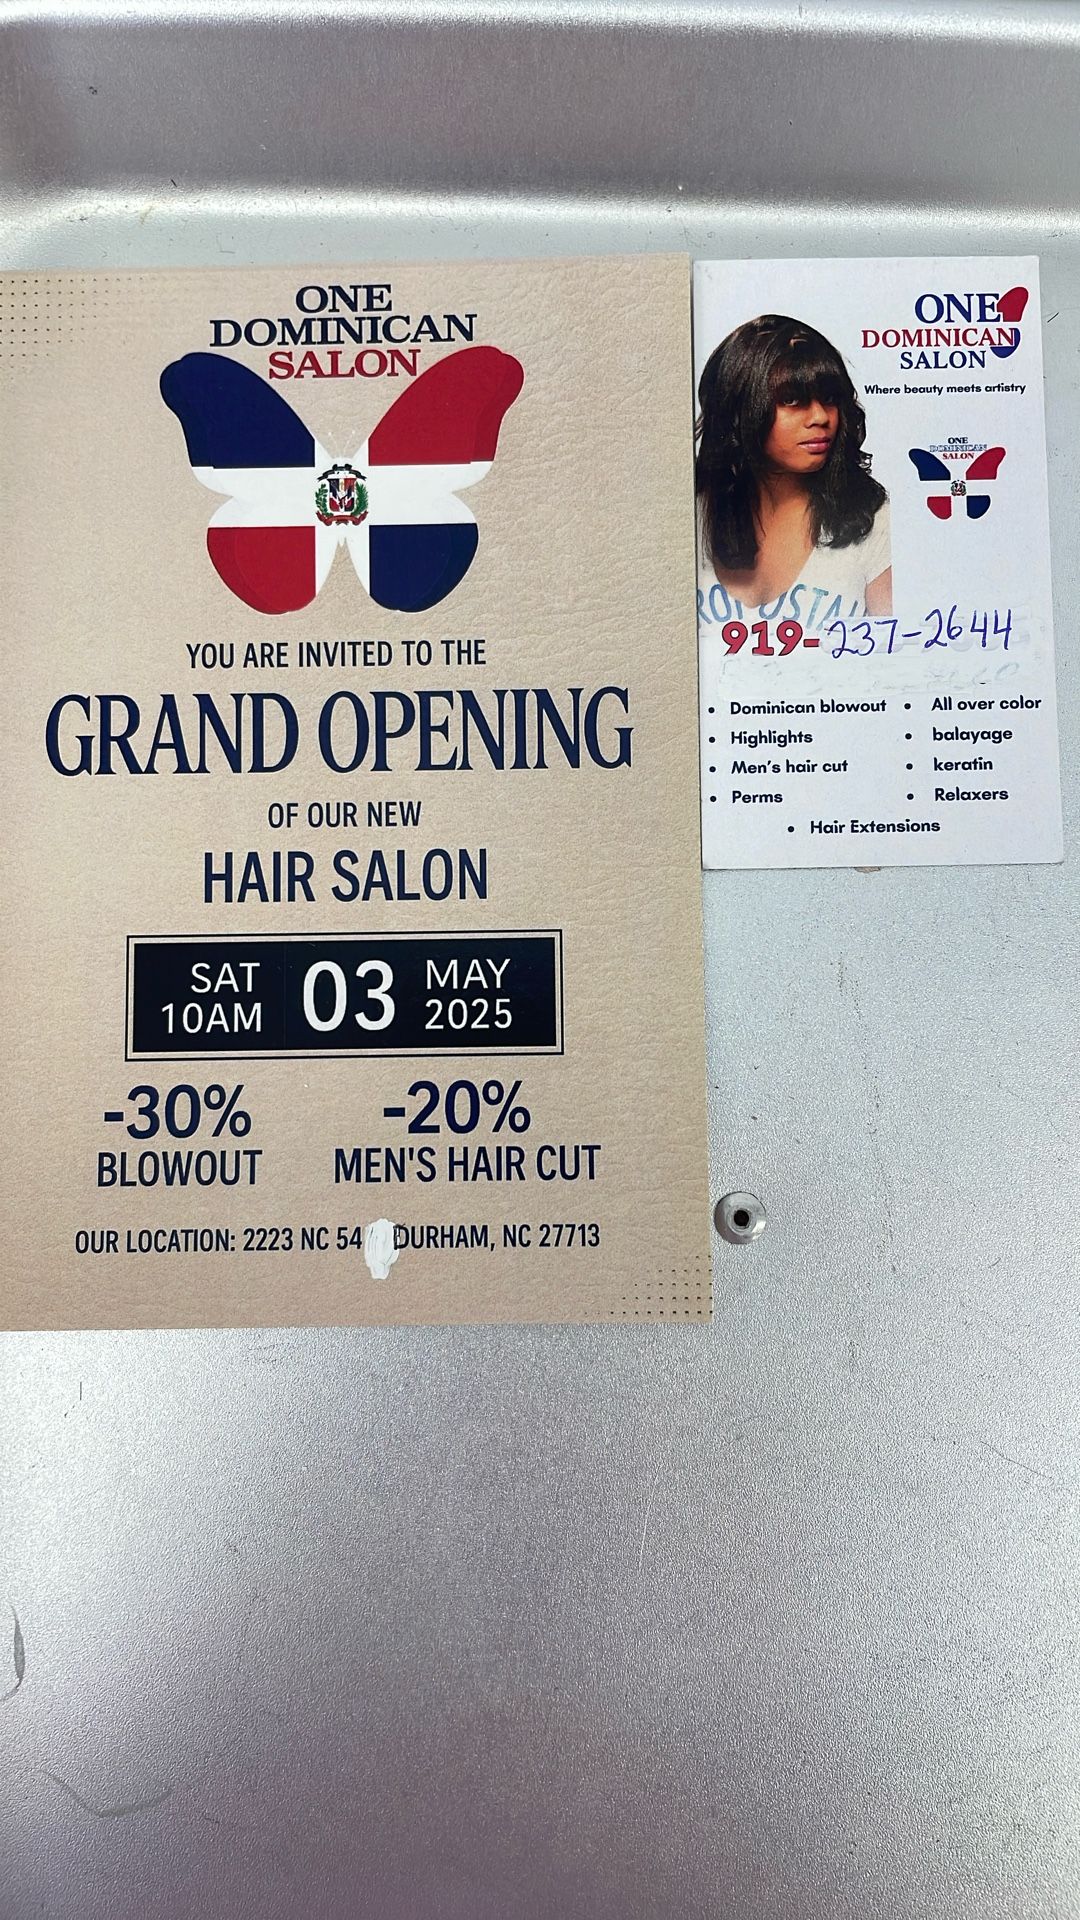 ONE
DOMINICAN
SALON
YOU ARE INVITED TO THE
GRAND OPENING
OF OUR NEW
HAIR SALON
SAT
10AM
03
MAY
2025
-30%
BLOWOUT
-20%
MEN'S HAIR CUT
OUR LOCATION: 2223 NC 54 DURHAM, NC 27713
ONE
DOMINICAN
SALON
Where beauty meets artistry
ONE
DOMINICAN
SALON
919-237-2644
• Dominican blowout
• Highlights
• Men's hair cut
• Perms
• All over color
• balayage
• keratin
• Relaxers
• Hair Extensions